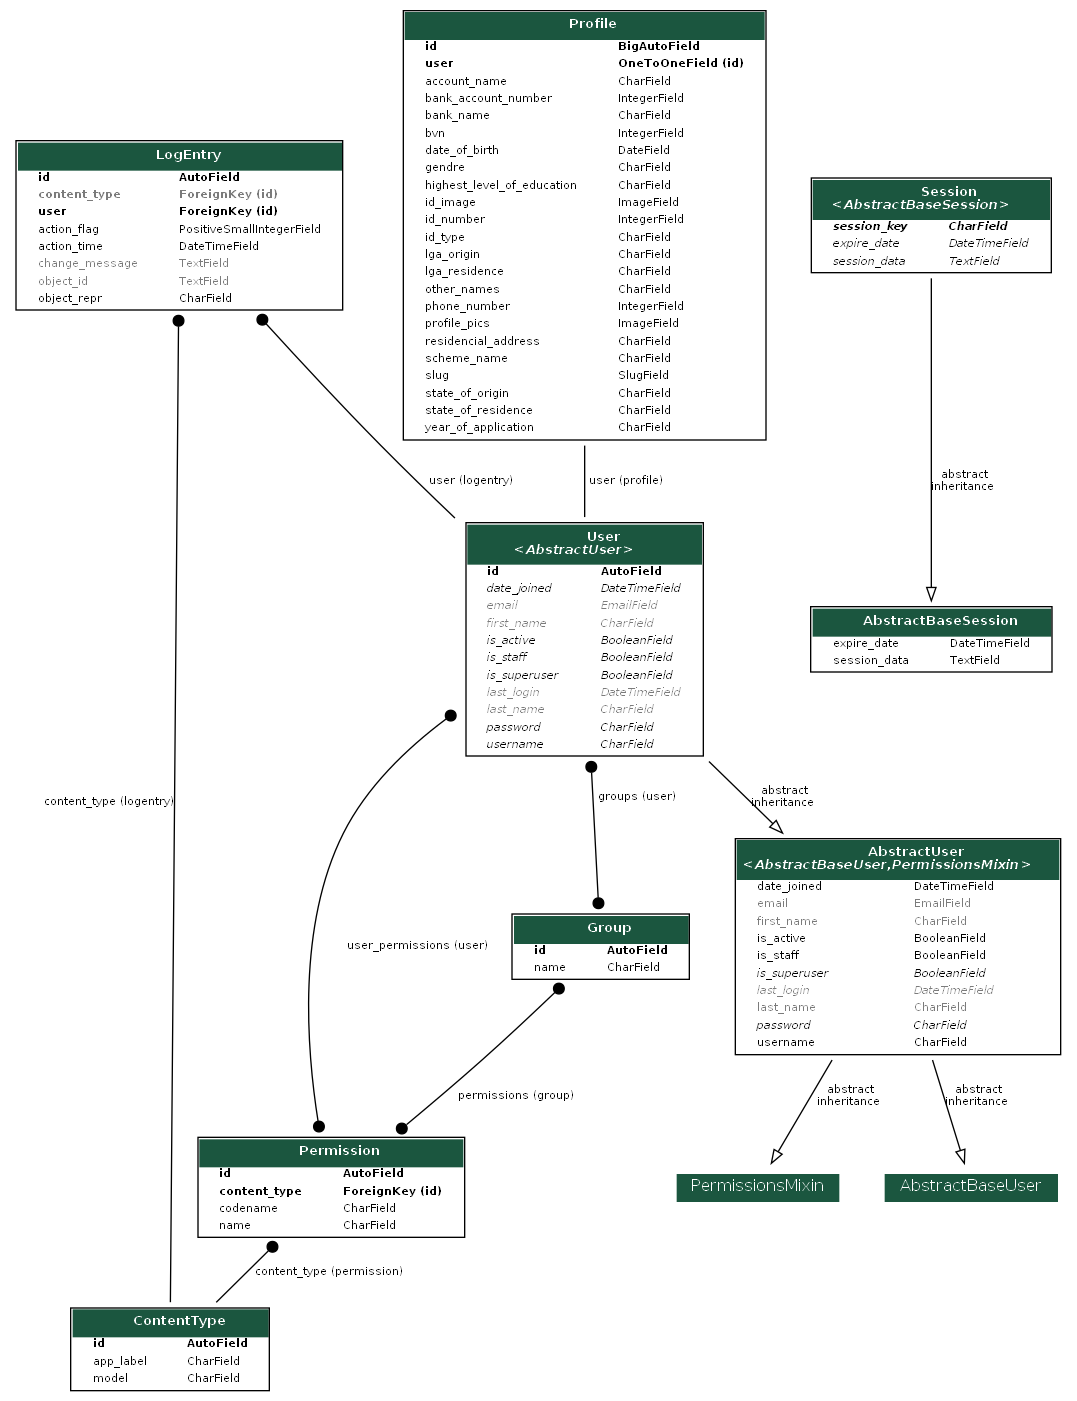 Profile
id BigAutoField
user OneToOneField (id)
account_name CharField
bank_account_number IntegerField
bank_name CharField
bvn IntegerField
date_of_birth DateField
gendre CharField
highest_level_of_education CharField
id_image ImageField
id_number IntegerField
id_type CharField
lga_origin CharField
lga_residence CharField
other_names CharField
phone_number IntegerField
profile_pics ImageField
residencial_address CharField
scheme_name CharField
slug SlugField
state_of_origin CharField
state_of_residence CharField
year_of_application CharField
LogEntry
id AutoField
content_type ForeignKey (id)
user ForeignKey (id)
action_flag PositiveSmallIntegerField
action_time DateTimeField
change_message TextField
object_id TextField
object_repr CharField
Session
<AbstractBaseSession>
session_key CharField
expire_date DateTimeField
session_data TextField
user (logentry)
user (profile)
abstract
inheritance
User
<AbstractUser>
id AutoField
date_joined DateTimeField
email EmailField
first_name CharField
is_active BooleanField
is_staff BooleanField
is_superuser BooleanField
last_login DateTimeField
last_name CharField
password CharField
username CharField
AbstractBaseSession
expire_date DateTimeField
session_data TextField
content_type (logentry)
groups (user)
abstract
inheritance
AbstractUser
<AbstractBaseUser,PermissionsMixin>
date_joined DateTimeField
email EmailField
first_name CharField
is_active BooleanField
is_staff BooleanField
is_superuser BooleanField
last_login DateTimeField
last_name CharField
password CharField
username CharField
user_permissions (user)
Group
id AutoField
name CharField
permissions (group)
abstract
inheritance
abstract
inheritance
Permission
id AutoField
content_type ForeignKey (id)
codename CharField
name CharField
PermissionsMixin
AbstractBaseUser
content_type (permission)
ContentType
id AutoField
app_label CharField
model CharField